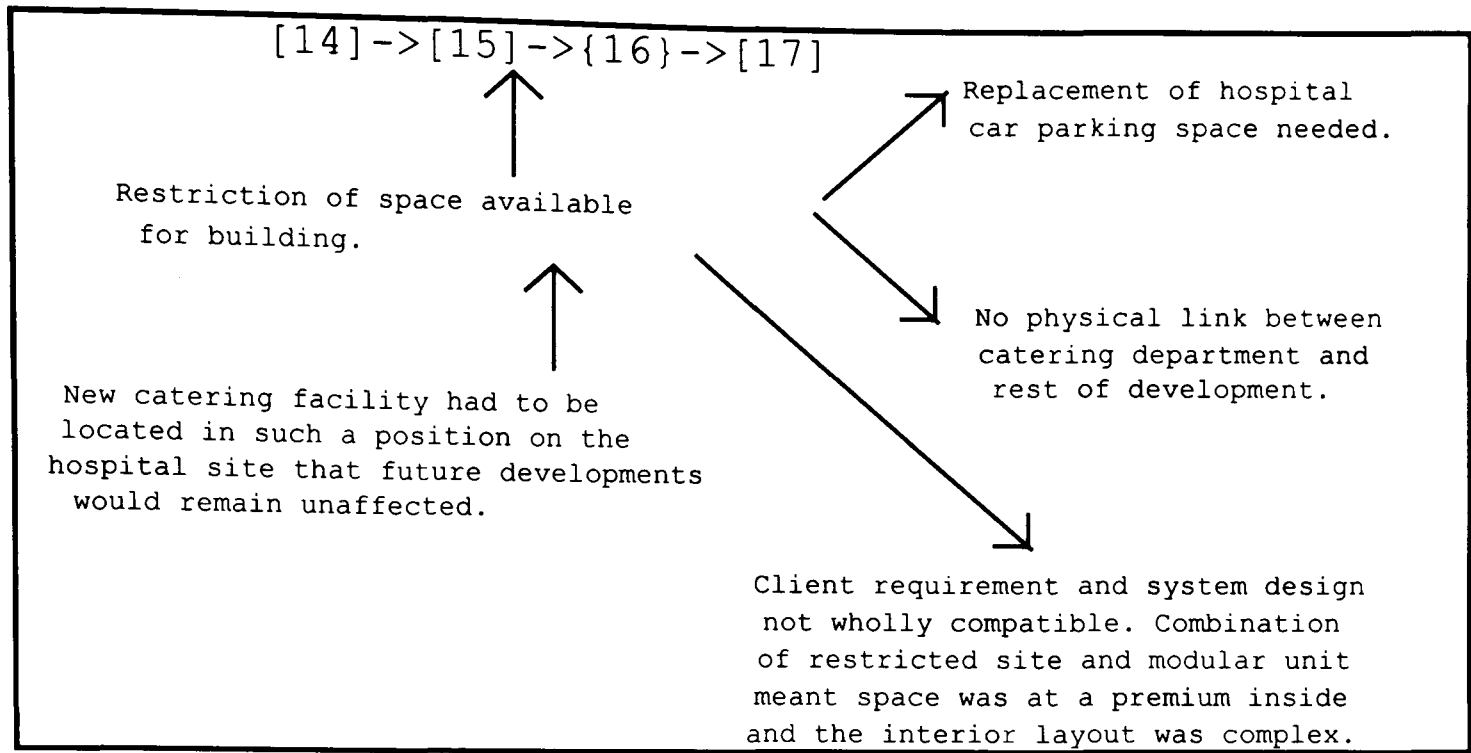 [14]->[15]->{16}->[17]
Replacement of hospital
car parking space needed.
Restriction of space available
for building.
No physical link between
catering department and
rest of development.
New catering facility had to be
located in such a position on the
hospital site that future developments
would remain unaffected.
Client requirement and system design
not wholly compatible. Combination
of restricted site and modular unit
meant space was at a premium inside
and the interior layout was complex.